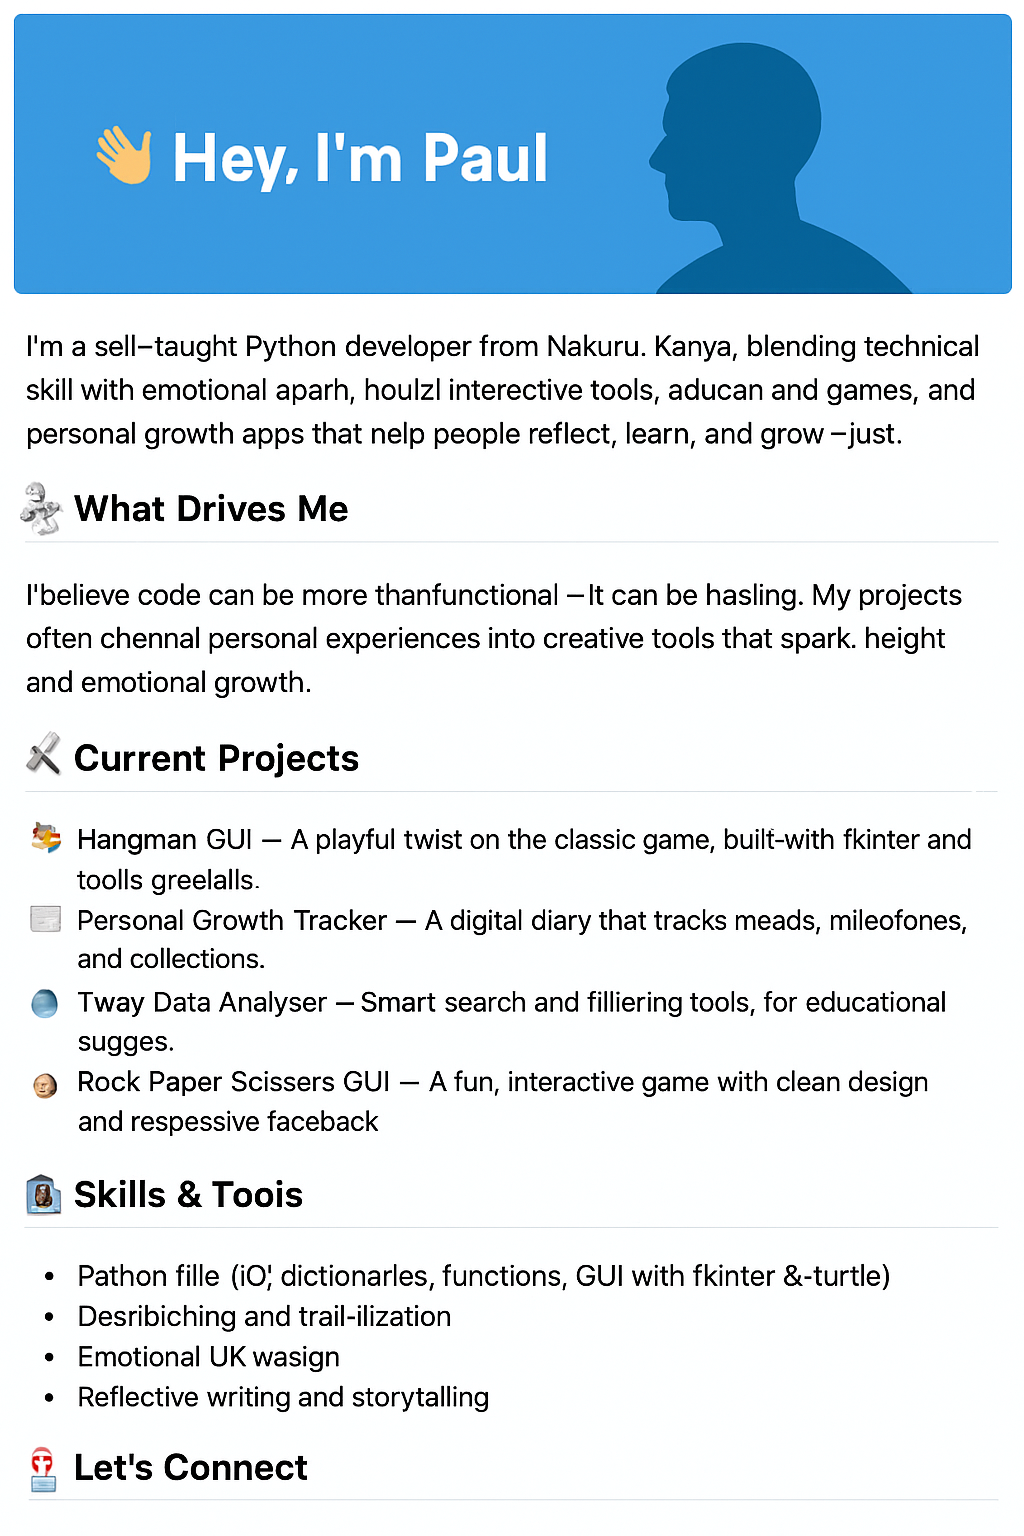 👋 Hey, I'm Paul
I'm a sell–taught Python developer from Nakuru. Kanya, blending technical
skill with emotional aparh, houlzl interective tools, aducan and games, and
personal growth apps that nelp people reflect, learn, and grow –just.
What Drives Me
I'believe code can be more thanfunctional – It can be hasling. My projects
often chennal personal experiences into creative tools that spark. height
and emotional growth.
Current Projects
Hangman GUI — A playful twist on the classic game, built-with fkinter and
toolls greelalls.
Personal Growth Tracker — A digital diary that tracks meads, mileofones,
and collections.
Tway Data Analyser – Smart search and filliering tools, for educational
sugges.
Rock Paper Scissers GUI — A fun, interactive game with clean design
and respessive faceback
Skills & Toois
• Pathon fille (iO¦ dictionarles, functions, GUI with fkinter &-turtle)
• Desribiching and trail-ilization
• Emotional UK wasign
• Reflective writing and storytalling
Let's Connect